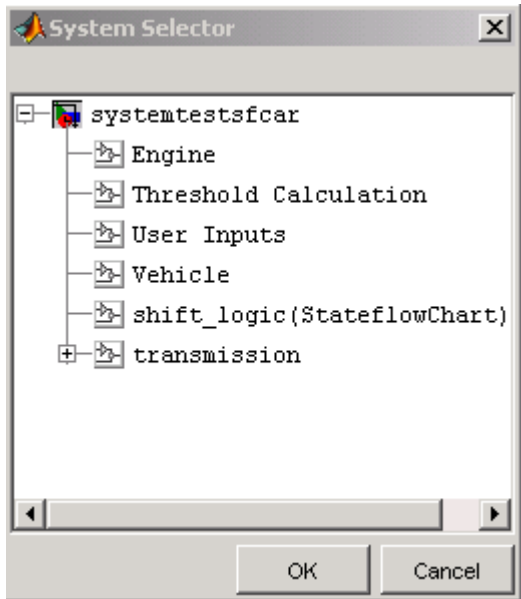 System Selector
systemtestsfcar
Engine
Threshold Calculation
User Inputs
Vehicle
shift_logic(StateflowChart)
transmission
OK Cancel